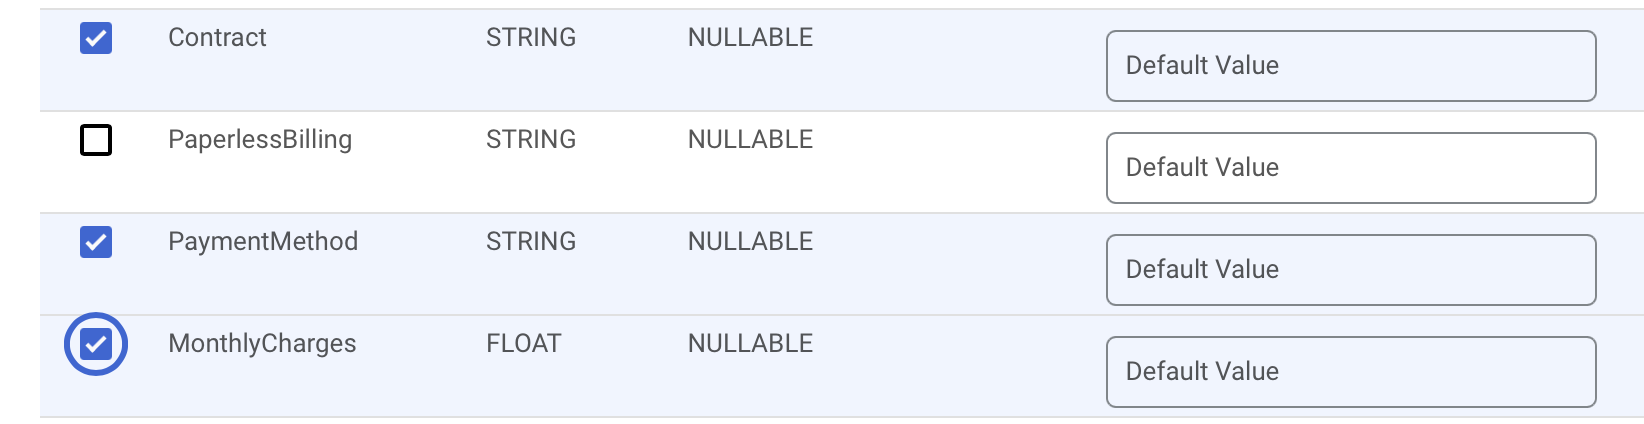 Contract STRING NULLABLE Default Value
PaperlessBilling STRING NULLABLE Default Value
PaymentMethod STRING NULLABLE Default Value
MonthlyCharges FLOAT NULLABLE Default Value